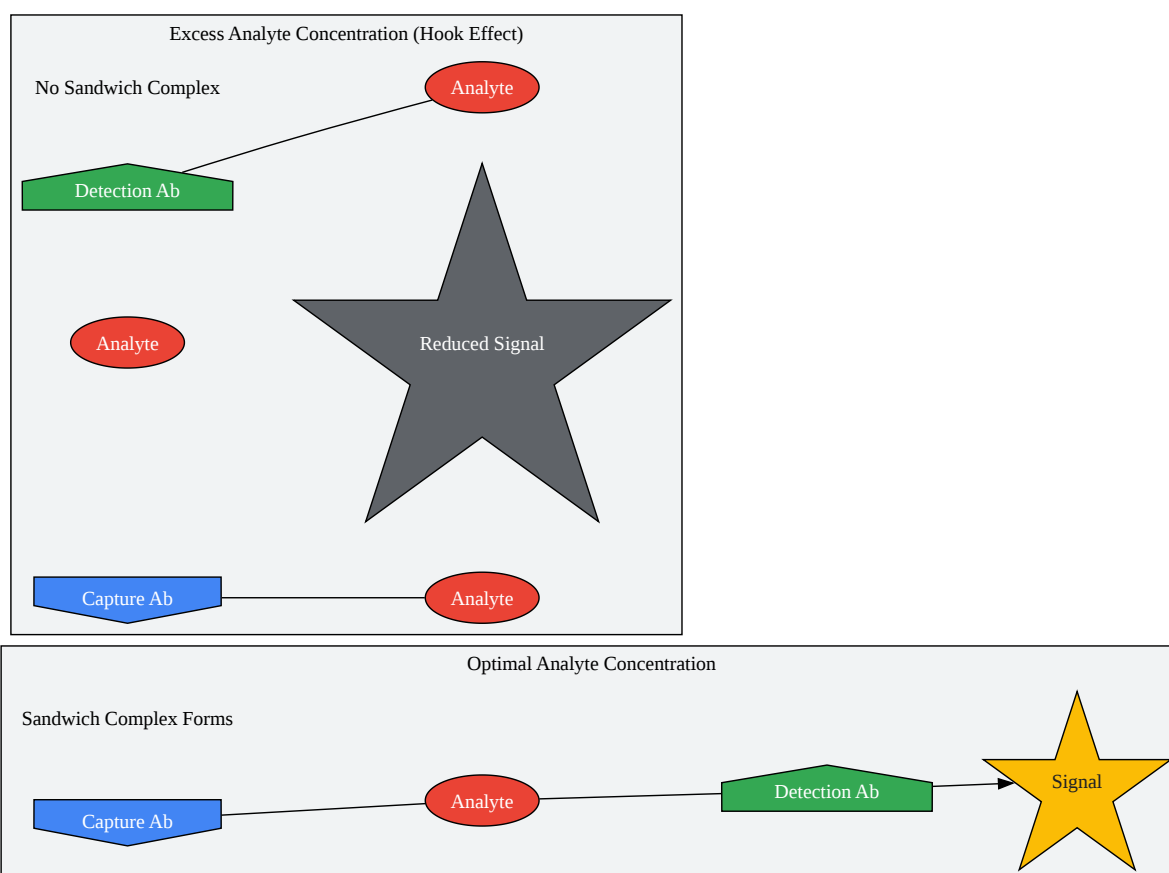 Excess Analyte Concentration (Hook Effect)
No Sandwich Complex
Analyte
Detection Ab
Analyte
Reduced Signal
Capture Ab
Analyte
Optimal Analyte Concentration
Sandwich Complex Forms
Capture Ab
Analyte
Detection Ab
Signal